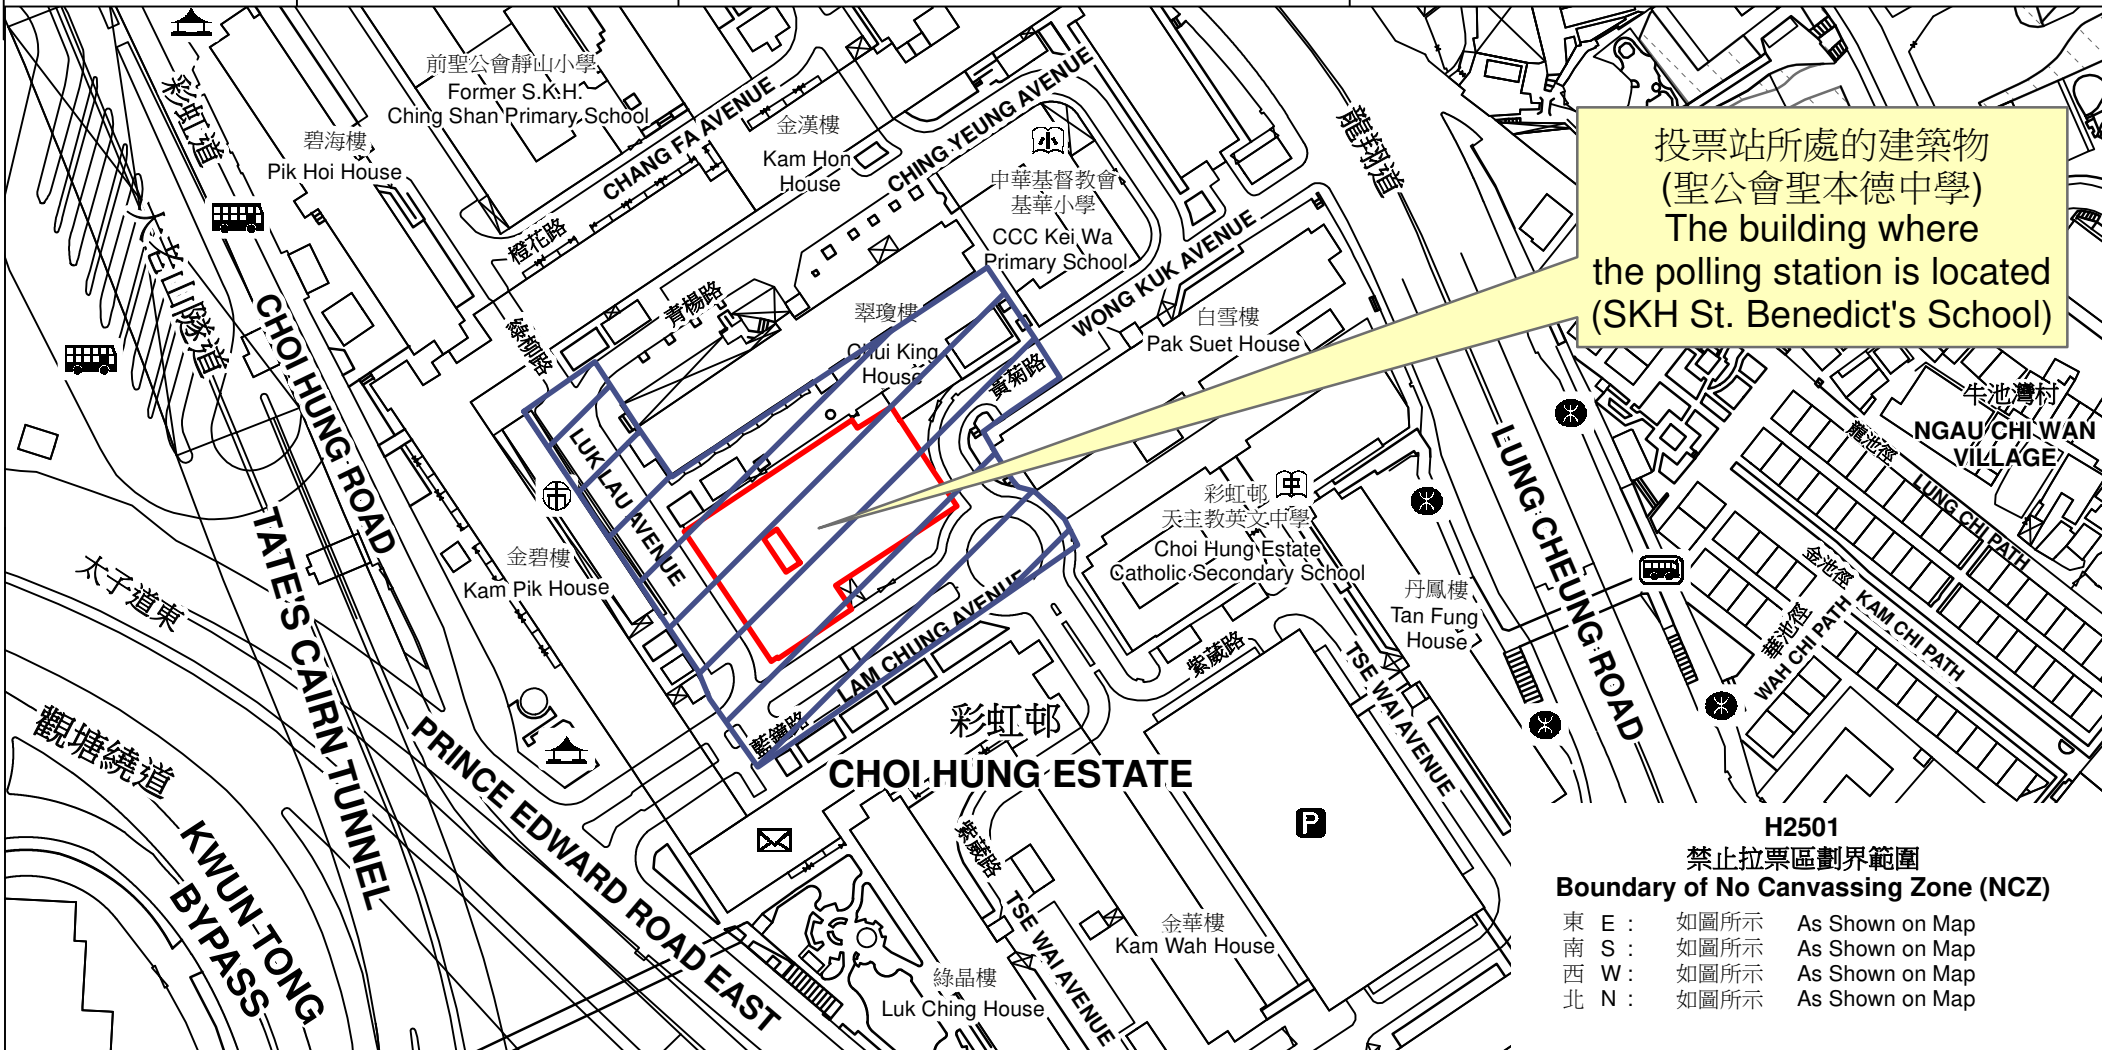 前聖公會靜山小學
Former S.K.H.
Ching Shan Primary School
彩虹道
碧海樓
Pik Hoi House
CHANG FA AVENUE
橙花路
金漢樓
Kam Hon
House
CHING YEUNG AVENUE
青楊路
小
中華基督教會
基華小學
CCC Kei Wa
Primary School
龍翔道
投票站所處的建築物
(聖公會聖本德中學)
The building where
the polling station is located
(SKH St. Benedict's School)
大老山隧道
CHOI HUNG ROAD
綠柳路
翠瓊樓
Chui King
House
WONG KUK AVENUE
黃菊路
白雪樓
Pak Suet House
牛池灣村
NGAU CHI WAN
VILLAGE
龍池徑
LUNG CHI PATH
LUK LAU AVENUE
市
金碧樓
Kam Pik House
TATE'S CAIRN TUNNEL
太子道東
彩虹邨
天主教英文中學
中
Choi Hung Estate
Catholic Secondary School
LUNG CHEUNG ROAD
丹鳳樓
Tan Fung
House
金池徑
KAM CHI PATH
華池徑
WAH CHI PATH
LAM CHUNG AVENUE
藍鐘路
紫葳路
TSE WAI AVENUE
彩虹邨
CHOI HUNG ESTATE
觀塘繞道
KWUN TONG
BYPASS
PRINCE EDWARD ROAD EAST
P
紫葳路
TSE WAI AVENUE
金華樓
Kam Wah House
綠晶樓
Luk Ching House
H2501
禁止拉票區劃界範圍
Boundary of No Canvassing Zone (NCZ)
東 E : 如圖所示 As Shown on Map
南 S : 如圖所示 As Shown on Map
西 W : 如圖所示 As Shown on Map
北 N : 如圖所示 As Shown on Map